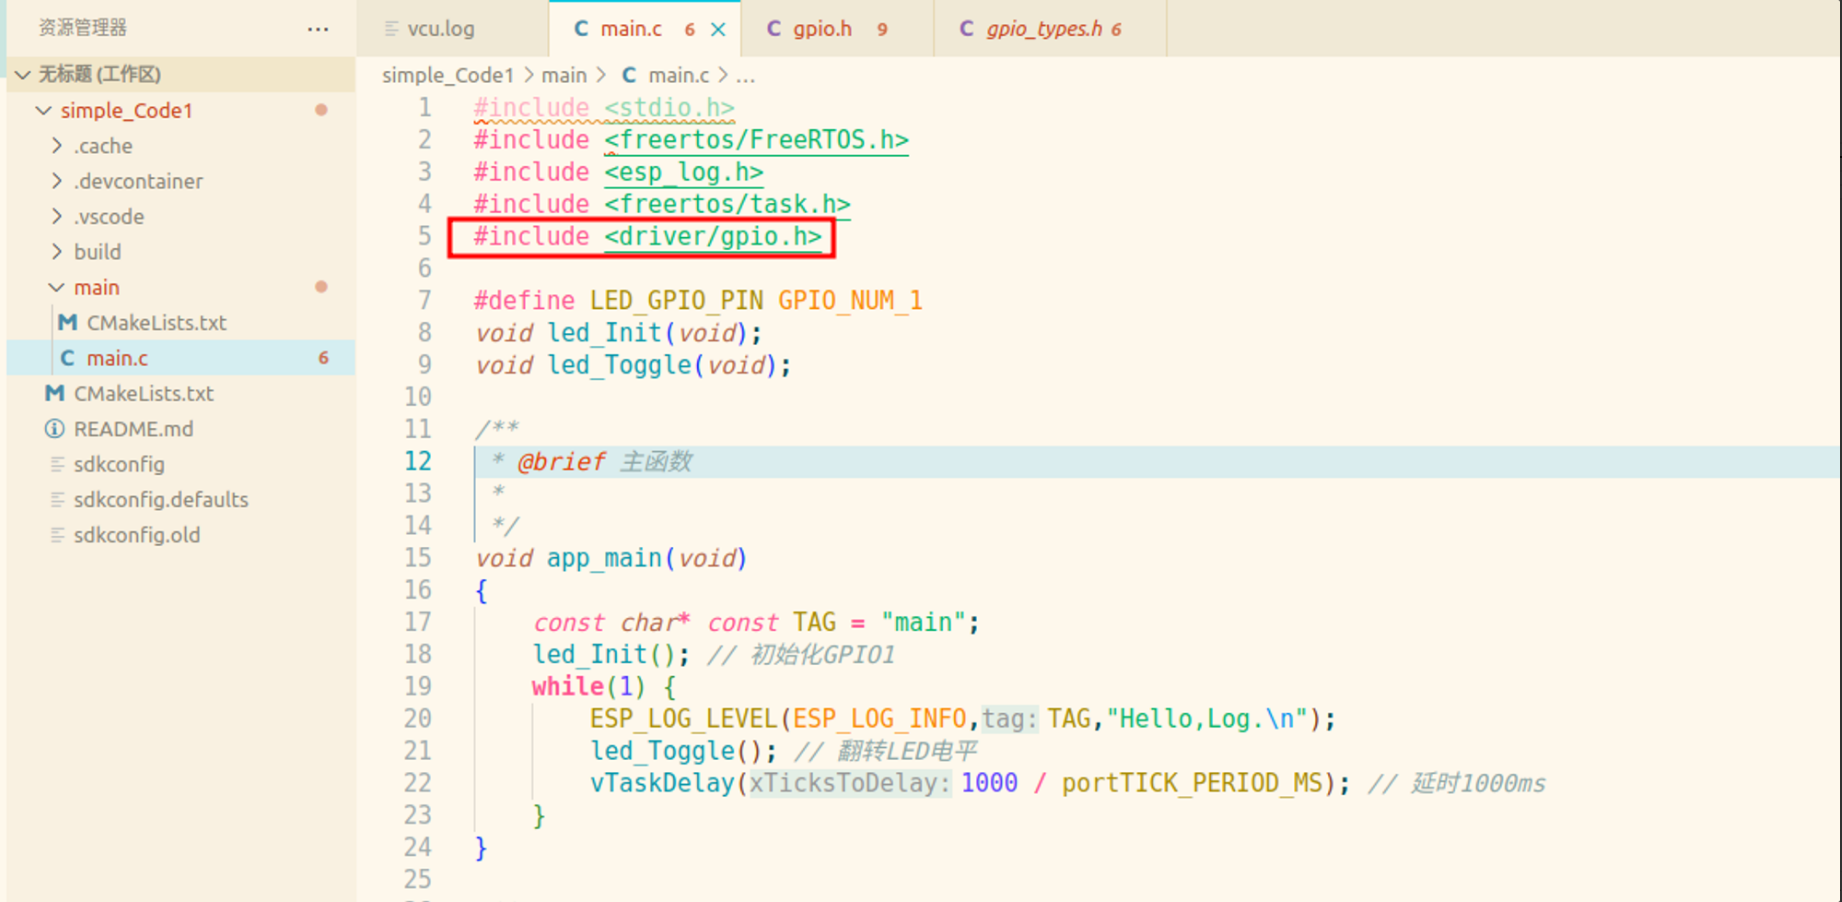 资源管理器
...
无标题 (工作区)
simple_Code1
.cache
.devcontainer
.vscode
build
main
CMakeLists.txt
main.c 6
CMakeLists.txt
README.md
sdkconfig
sdkconfig.defaults
sdkconfig.old
vcu.log
C main.c 6 ×
C gpio.h 9
C gpio_types.h 6
simple_Code1 > main > C main.c > ...
1 #include <stdio.h>
2 #include <freertos/FreeRTOS.h>
3 #include <esp_log.h>
4 #include <freertos/task.h>
5 #include <driver/gpio.h>
6
7 #define LED_GPIO_PIN GPIO_NUM_1
8 void led_Init(void);
9 void led_Toggle(void);
10
11 /**
12 * @brief 主函数
13 *
14 */
15 void app_main(void)
16 {
17 const char* const TAG = "main";
18 led_Init(); // 初始化GPIO1
19 while(1) {
20 ESP_LOG_LEVEL(ESP_LOG_INFO,tag: TAG,"Hello,Log.\n");
21 led_Toggle(); // 翻转LED电平
22 vTaskDelay(xTicksToDelay: 1000 / portTICK_PERIOD_MS); // 延时1000ms
23 }
24 }
25